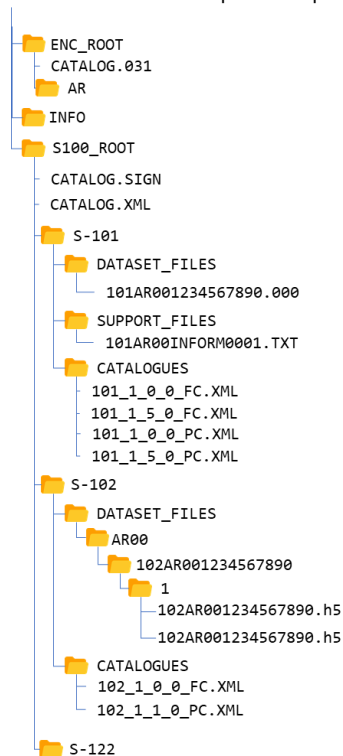 ENC_ROOT
CATALOG.031
AR
INFO
S100_ROOT
CATALOG.SIGN
CATALOG.XML
S-101
DATASET_FILES
101AR001234567890.000
SUPPORT_FILES
101AR00INFORM0001.TXT
CATALOGUES
101_1_0_0_FC.XML
101_1_5_0_FC.XML
101_1_0_0_PC.XML
101_1_5_0_PC.XML
S-102
DATASET_FILES
AR00
102AR001234567890
1
102AR001234567890.h5
102AR001234567890.h5
CATALOGUES
102_1_0_0_FC.XML
102_1_1_0_PC.XML
S-122